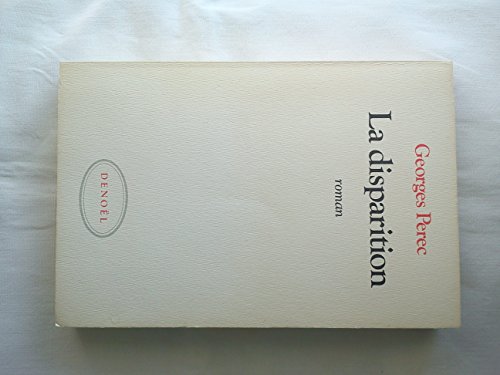 Georges Perec
La disparition
roman
DENOËL